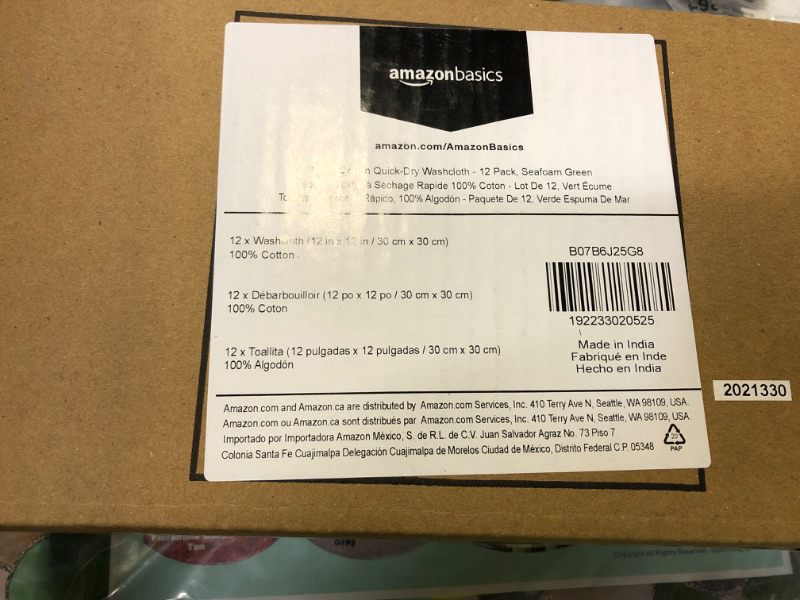 amazonbasics
amazon.com/AmazonBasics
Quick-Dry Washcloth - 12 Pack, Seafoam Green
à Séchage Rapide 100% Coton - Lot De 12, Vert Écume
Rápido, 100% Algodón - Paquete De 12, Verde Espuma De Mar
12 x Washcloth (12 in x 12 in / 30 cm x 30 cm)
100% Cotton
12 x Débarbouilloir (12 po x 12 po / 30 cm x 30 cm)
100% Coton
12 x Toallita (12 pulgadas x 12 pulgadas / 30 cm x 30 cm)
100% Algodón
B07B6J25G8
192233020525
Made in India
Fabriqué en Inde
Hecho en India
2021330
Amazon.com and Amazon.ca are distributed by Amazon.com Services, Inc. 410 Terry Ave N, Seattle, WA 98109, USA.
Amazon.com ou Amazon.ca sont distribués par Amazon.com Services, Inc. 410 Terry Ave N, Seattle, WA 98109, USA.
Importado por Importadora Amazon México, S. de R.L. de C.V. Juan Salvador Agraz No. 73 Piso 7
Colonia Santa Fe Cuajimalpa Delegación Cuajimalpa de Morelos Ciudad de México, Distrito Federal C.P. 05348
20
PAP
Tan
Gray
Copyright All Rights Reserved